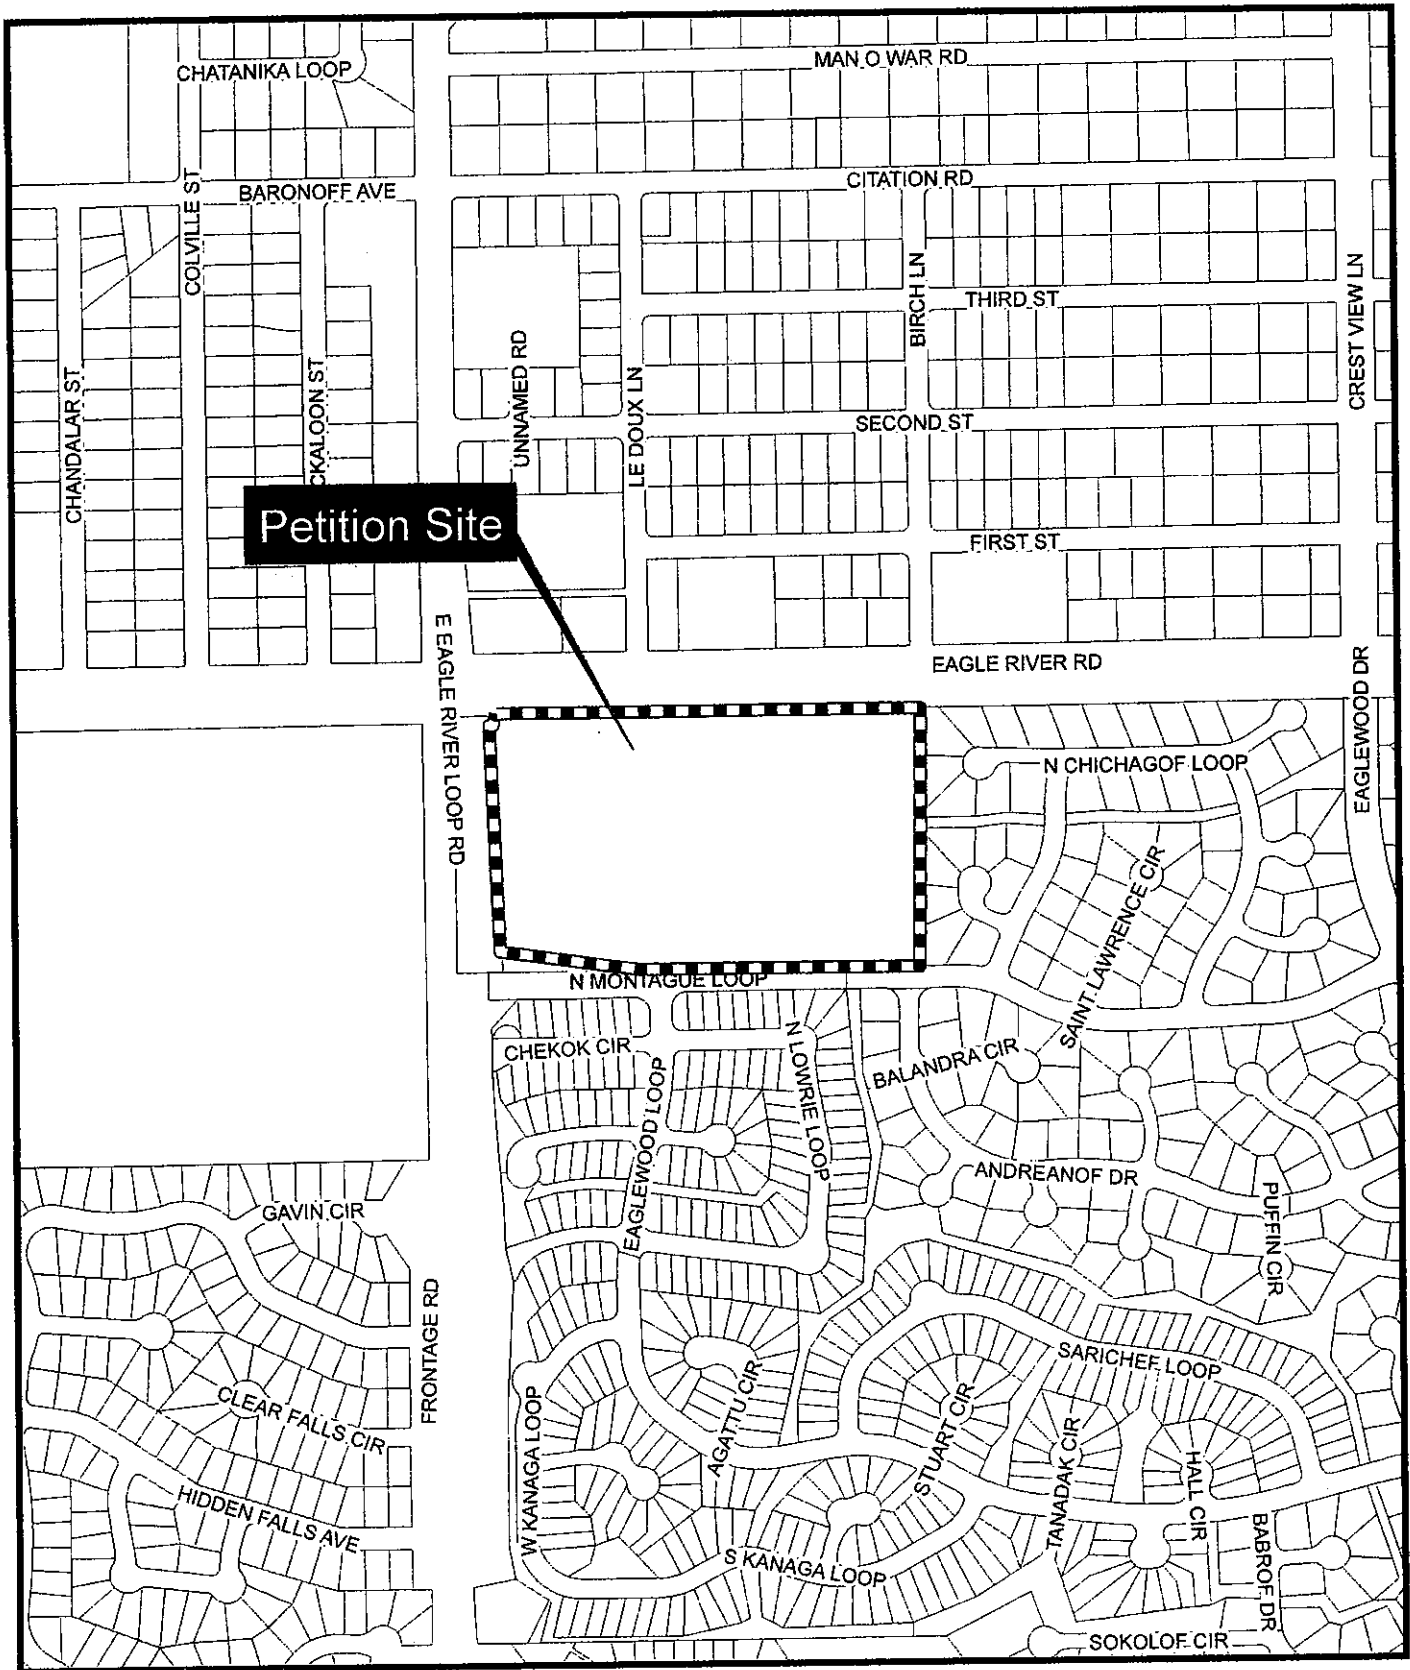 MAN O WAR RD
CHATANIKA LOOP
CITATION RD
BARONOFF AVE
COLVILLE ST
BIRCH LN
CREST VIEW LN
THIRD ST
UNNAMED RD
CHANDALAR ST
CKALOON ST
LE DOUX LN
SECOND ST
Petition Site
FIRST ST
E EAGLE RIVER LOOP RD
EAGLE RIVER RD
EAGLEWOOD DR
N CHICHAGOF LOOP
SAINT LAWRENCE CIR
N MONTAGUE LOOP
CHEKOK CIR
N LOWRIE LOOP
BALANDRA CIR
EAGLEWOOD LOOP
ANDREANOF DR
PUFFIN CIR
GAVIN CIR
FRONTAGE RD
SARICHEF LOOP
CLEAR FALLS CIR
W KANAGA LOOP
AGATTU CIR
STUART CIR
TANADAK CIR
HALL CIR
HIDDEN FALLS AVE
BABROF DR
S KANAGA LOOP
SOKOLOF CIR